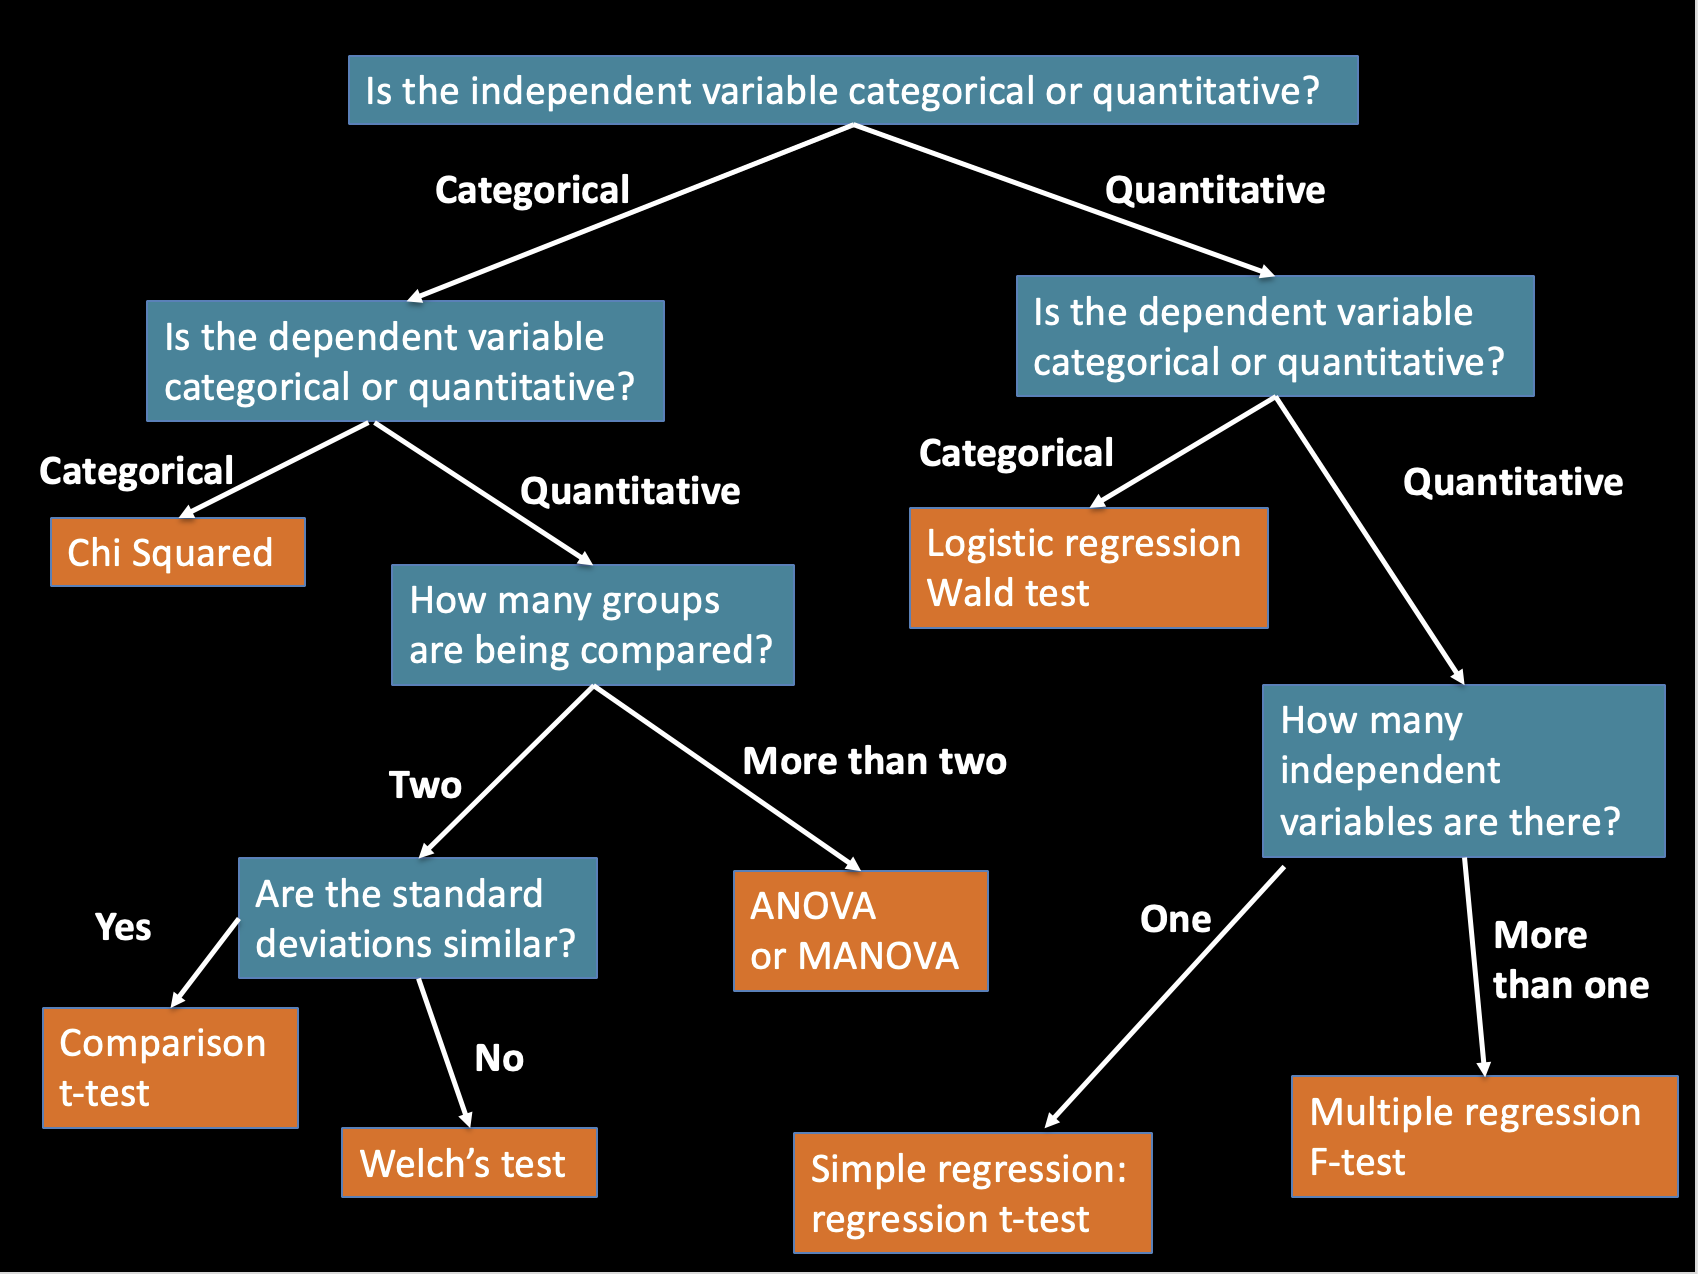 Is the independent variable categorical or quantitative?
Categorical
Quantitative
Is the dependent variable
categorical or quantitative?
Is the dependent variable
categorical or quantitative?
Categorical
Quantitative
Categorical
Quantitative
Chi Squared
Logistic regression
Wald test
How many groups
are being compared?
How many
independent
variables are there?
Two
More than two
Are the standard
deviations similar?
ANOVA
or MANOVA
Yes
One
More
than one
Comparison
t-test
No
Welch’s test
Simple regression:
regression t-test
Multiple regression
F-test